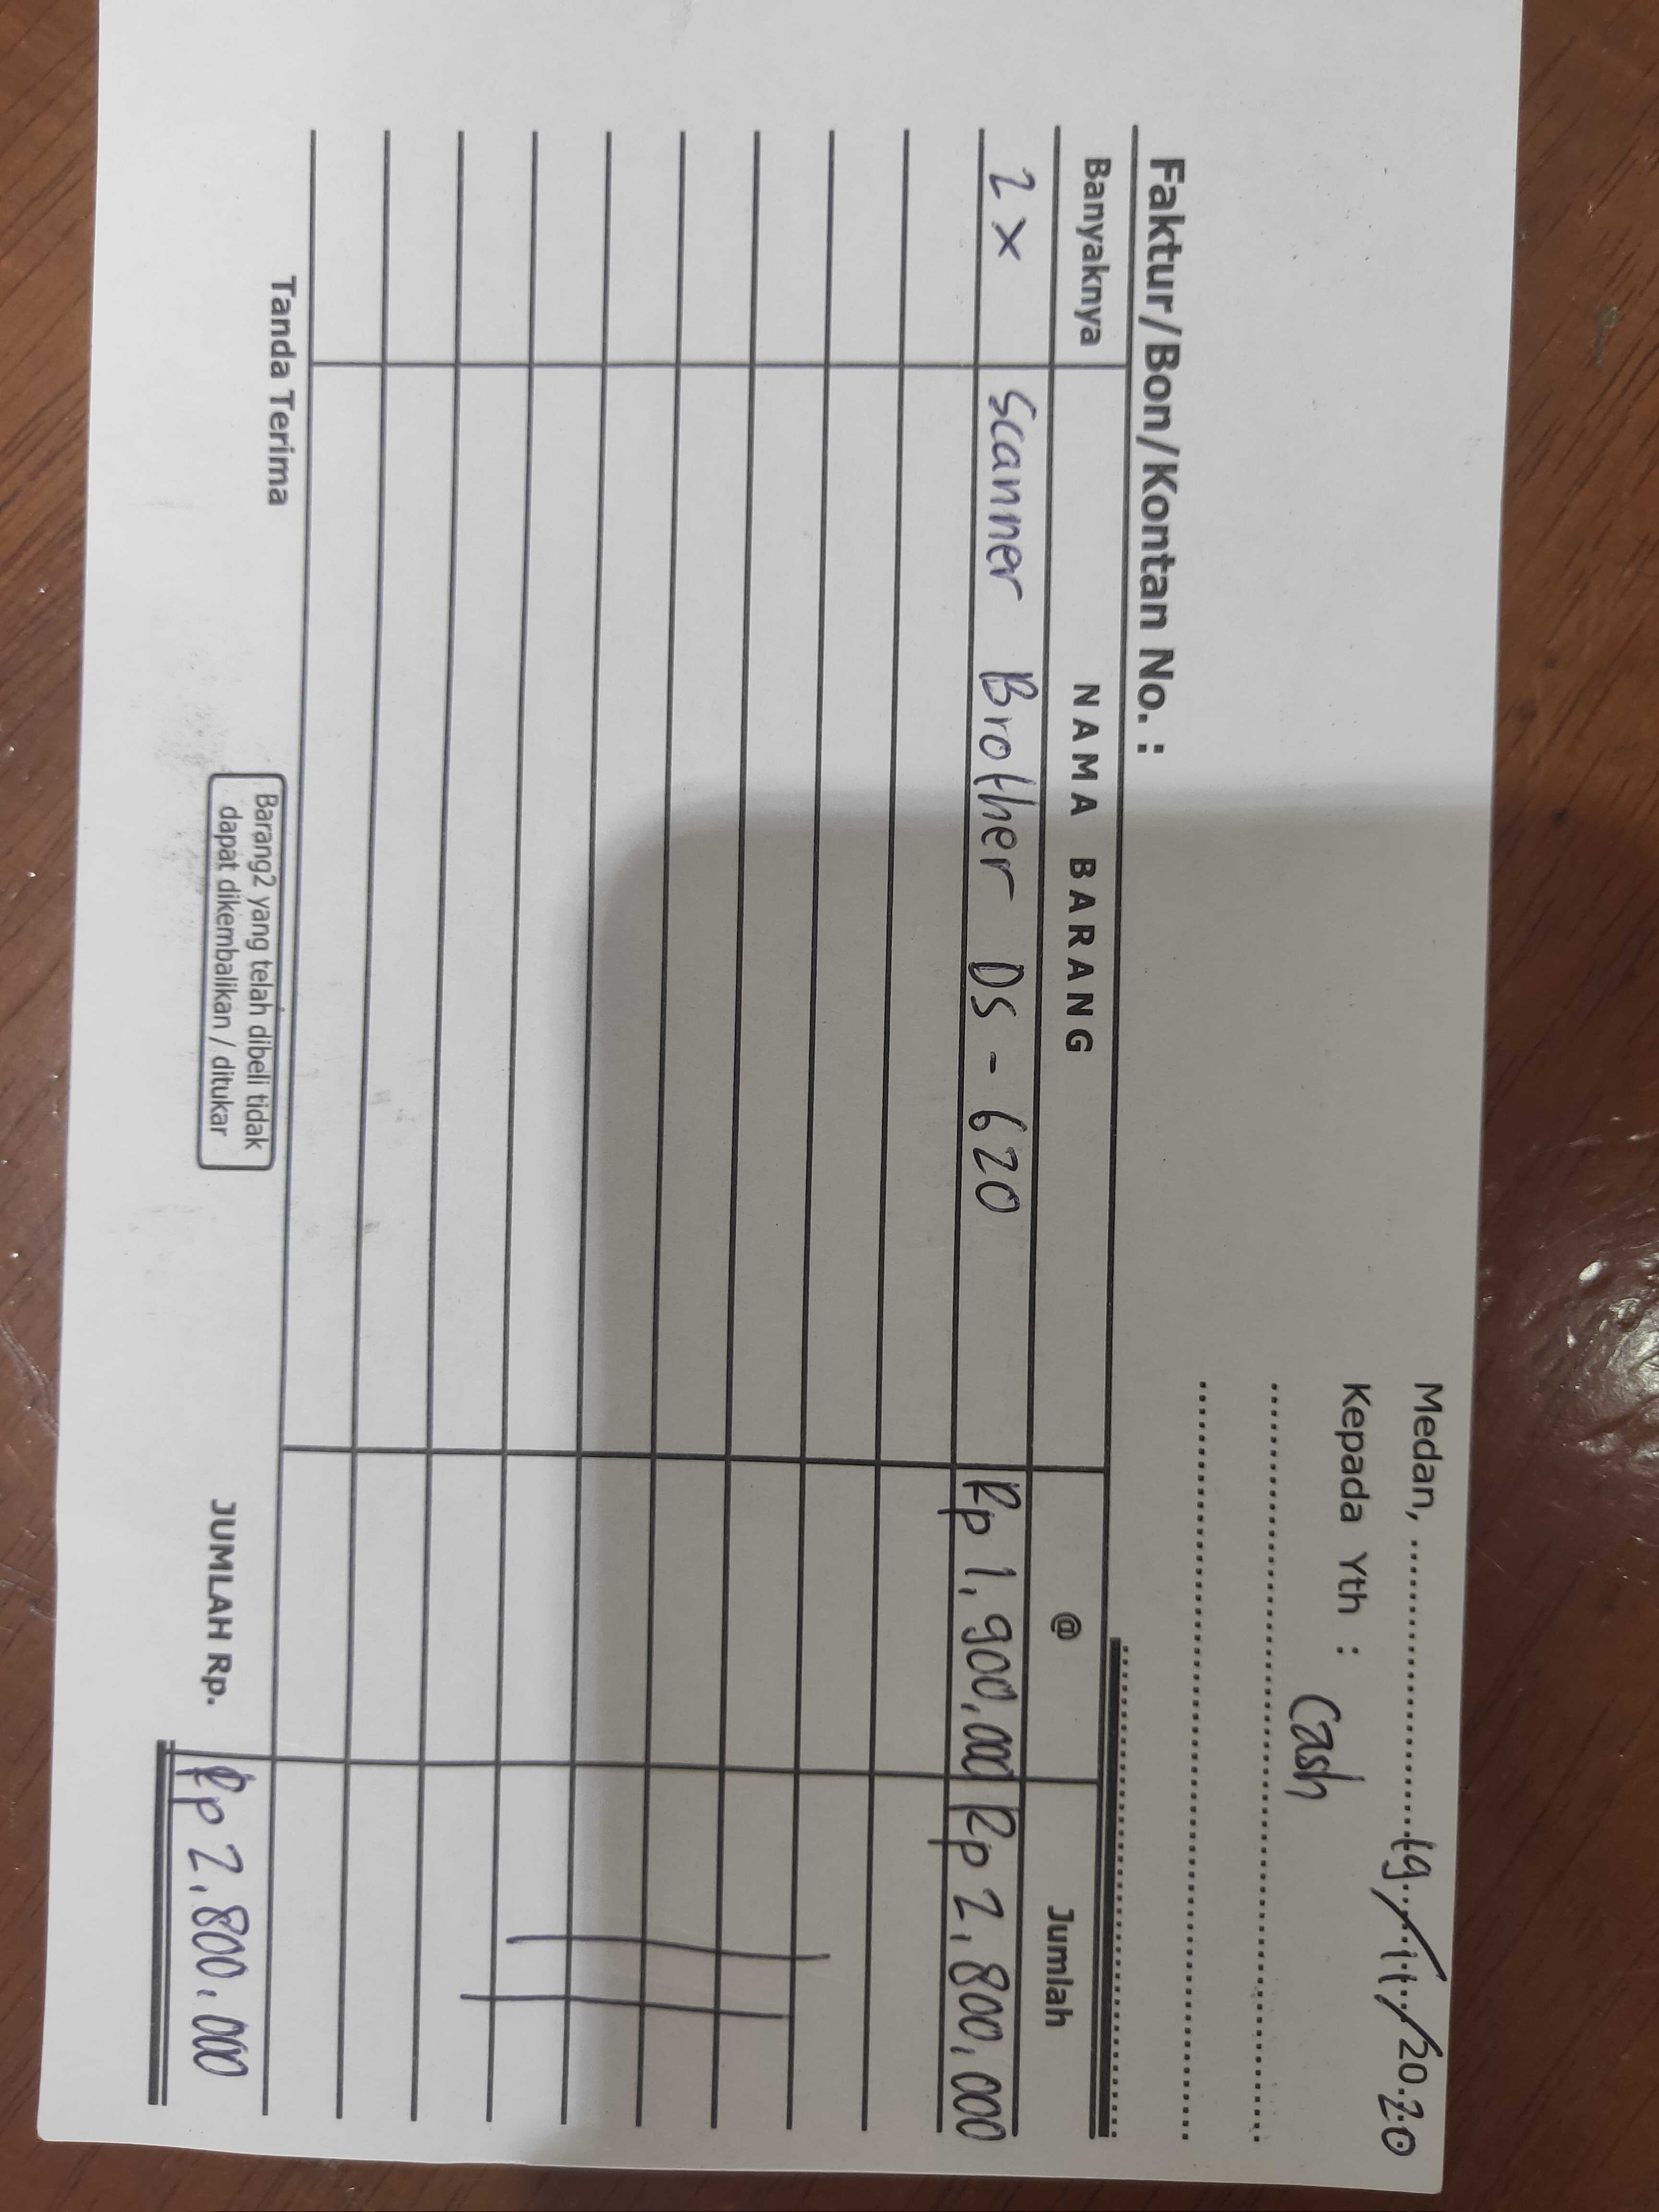 Medan, 19/11/2020
Kepada Yth :
Cash
Faktur/Bon/Kontan No. :
Banyaknya NAMA BARANG @ Jumlah
2 x Scanner Brother DS - 620 Rp 1,900,000 Rp 2,800,000
Tanda Terima
Barang2 yang telah dibeli tidak
dapat dikembalikan / ditukar
JUMLAH Rp. Rp 2,800,000